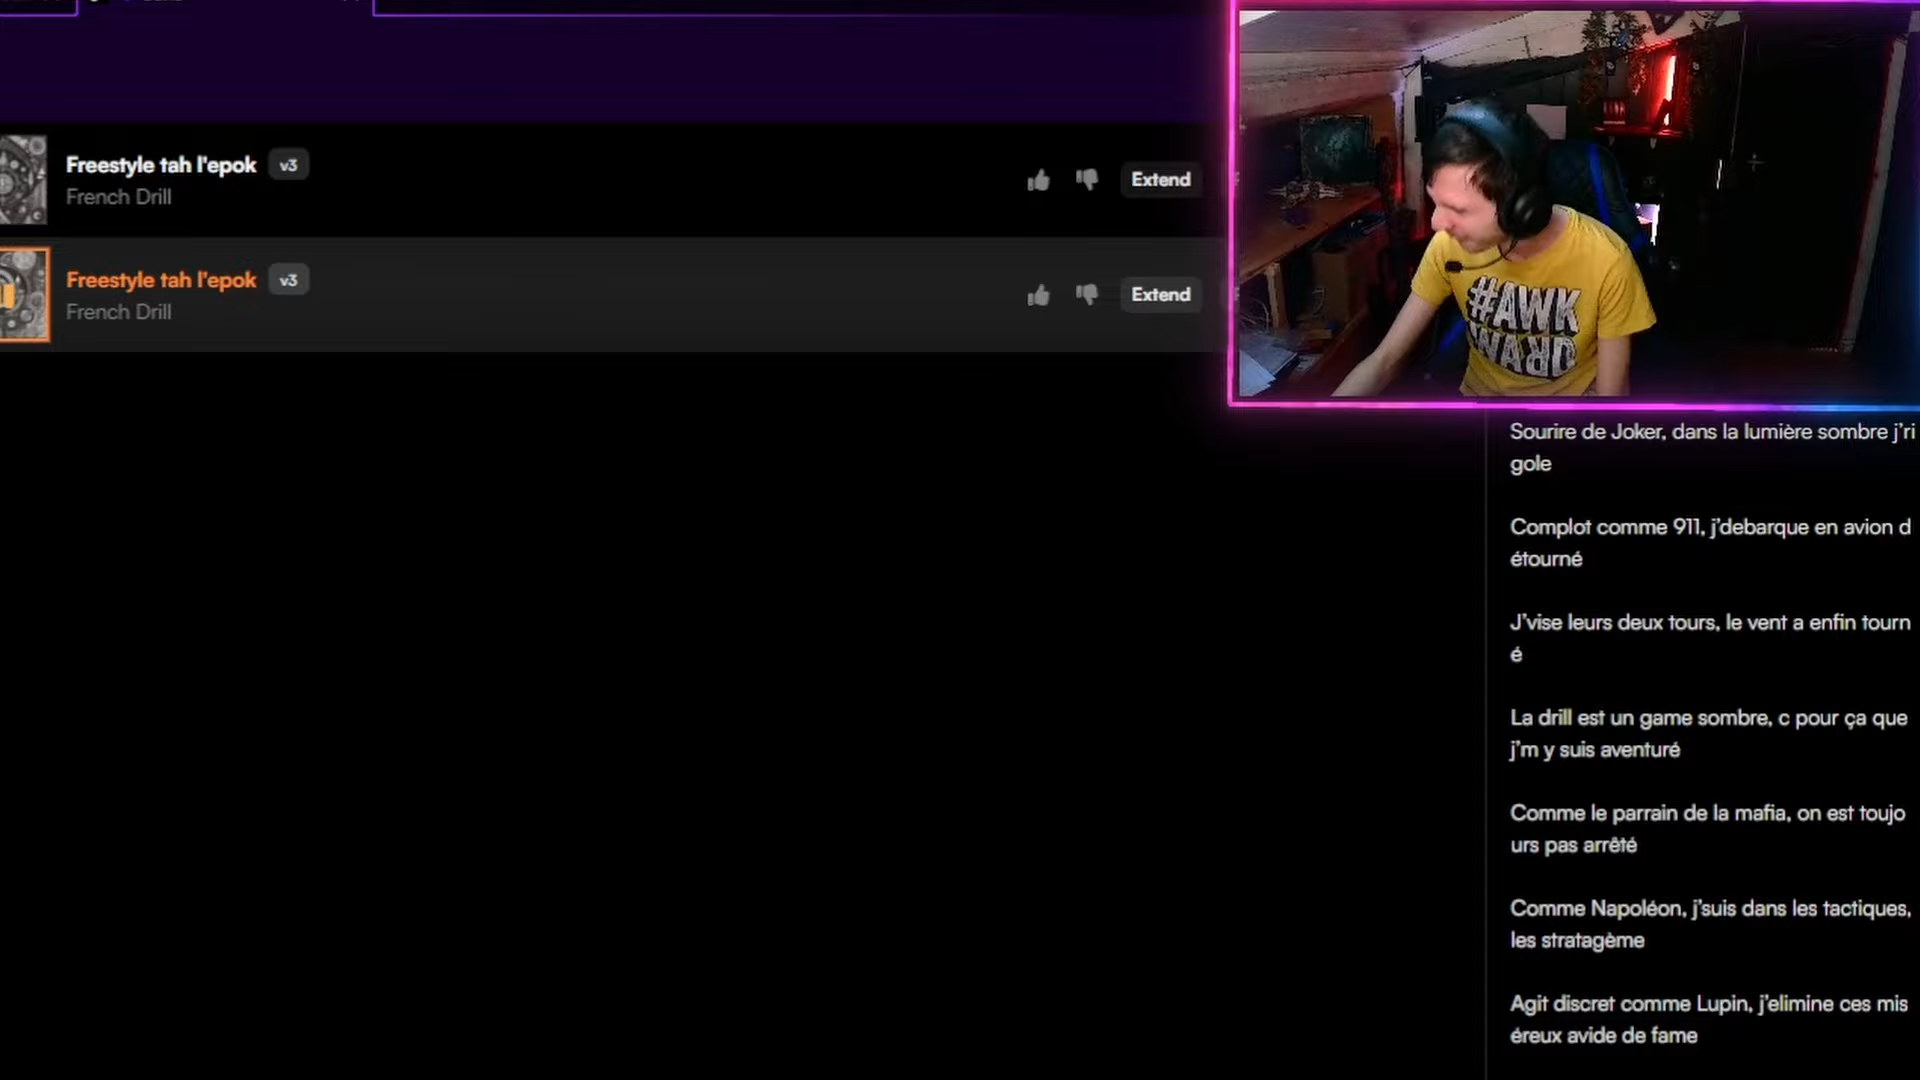 Freestyle tah l'epok v3
French Drill
Extend
Freestyle tah l'epok v3
French Drill
Extend
#AWK
WARD
Sourire de Joker, dans la lumière sombre j'ri
gole
Complot comme 911, j'debarque en avion d
étourné
J'vise leurs deux tours, le vent a enfin tourn
é
La drill est un game sombre, c pour ça que
j'm y suis aventuré
Comme le parrain de la mafia, on est toujo
urs pas arrêté
Comme Napoléon, j'suis dans les tactiques,
les stratagème
Agit discret comme Lupin, j'elimine ces mis
éreux avide de fame